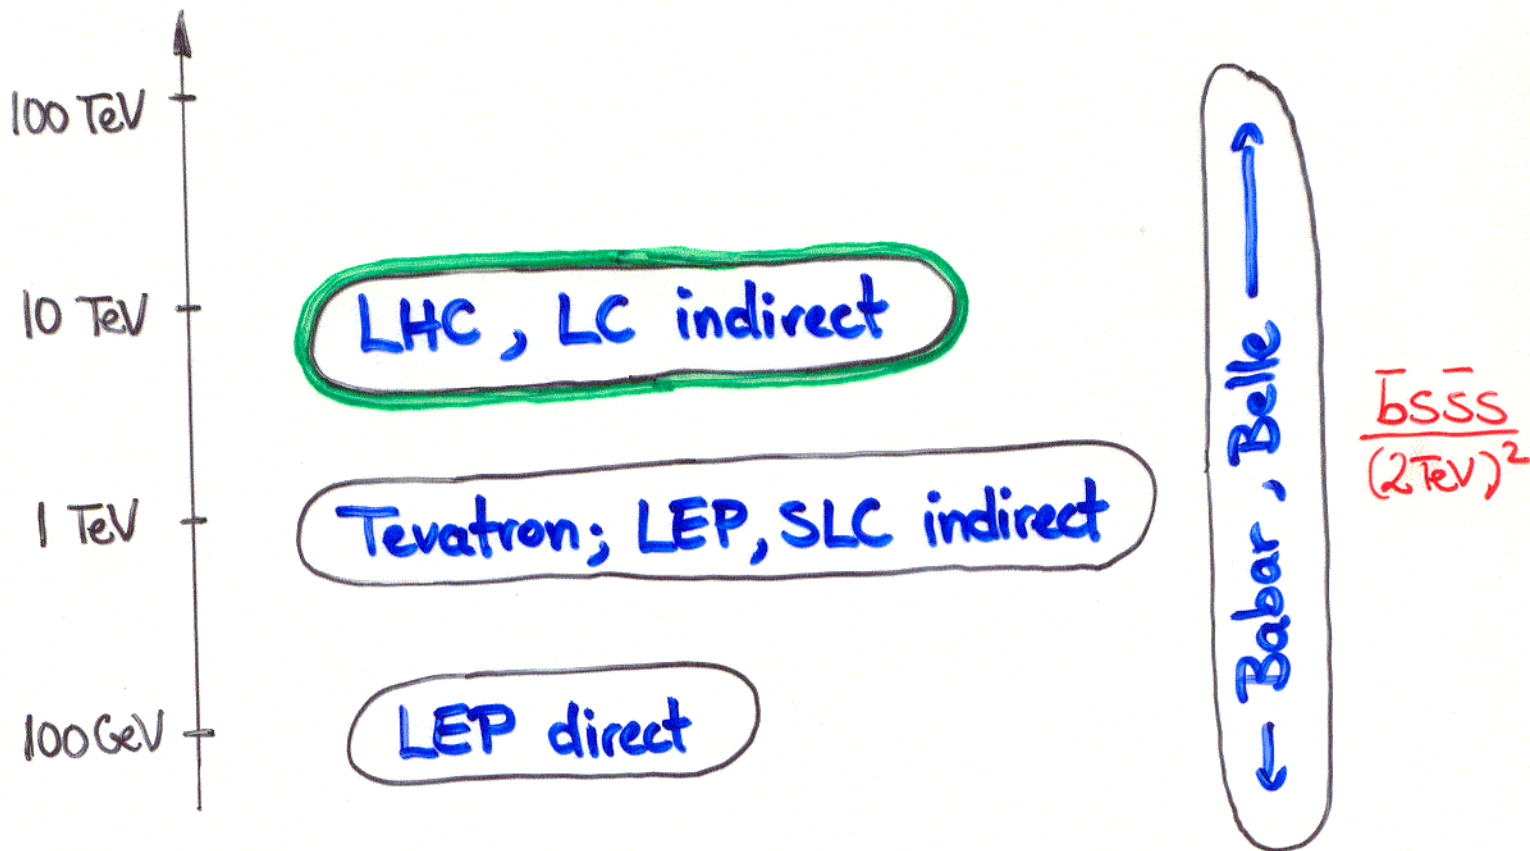 100 TeV
10 TeV
LHC, LC indirect
1 TeV
Tevatron; LEP, SLC indirect
100 GeV
LEP direct
← Babar, Belle →
b̄ss̄s
(2TeV)²